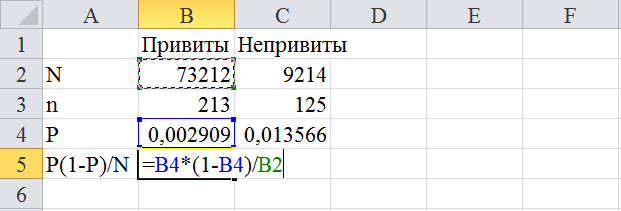 A B C D E F
1 Привиты Непривиты
2 N 73212 9214
3 n 213 125
4 P 0,002909 0,013566
5 P(1-P)/N =B4*(1-B4)/B2
6